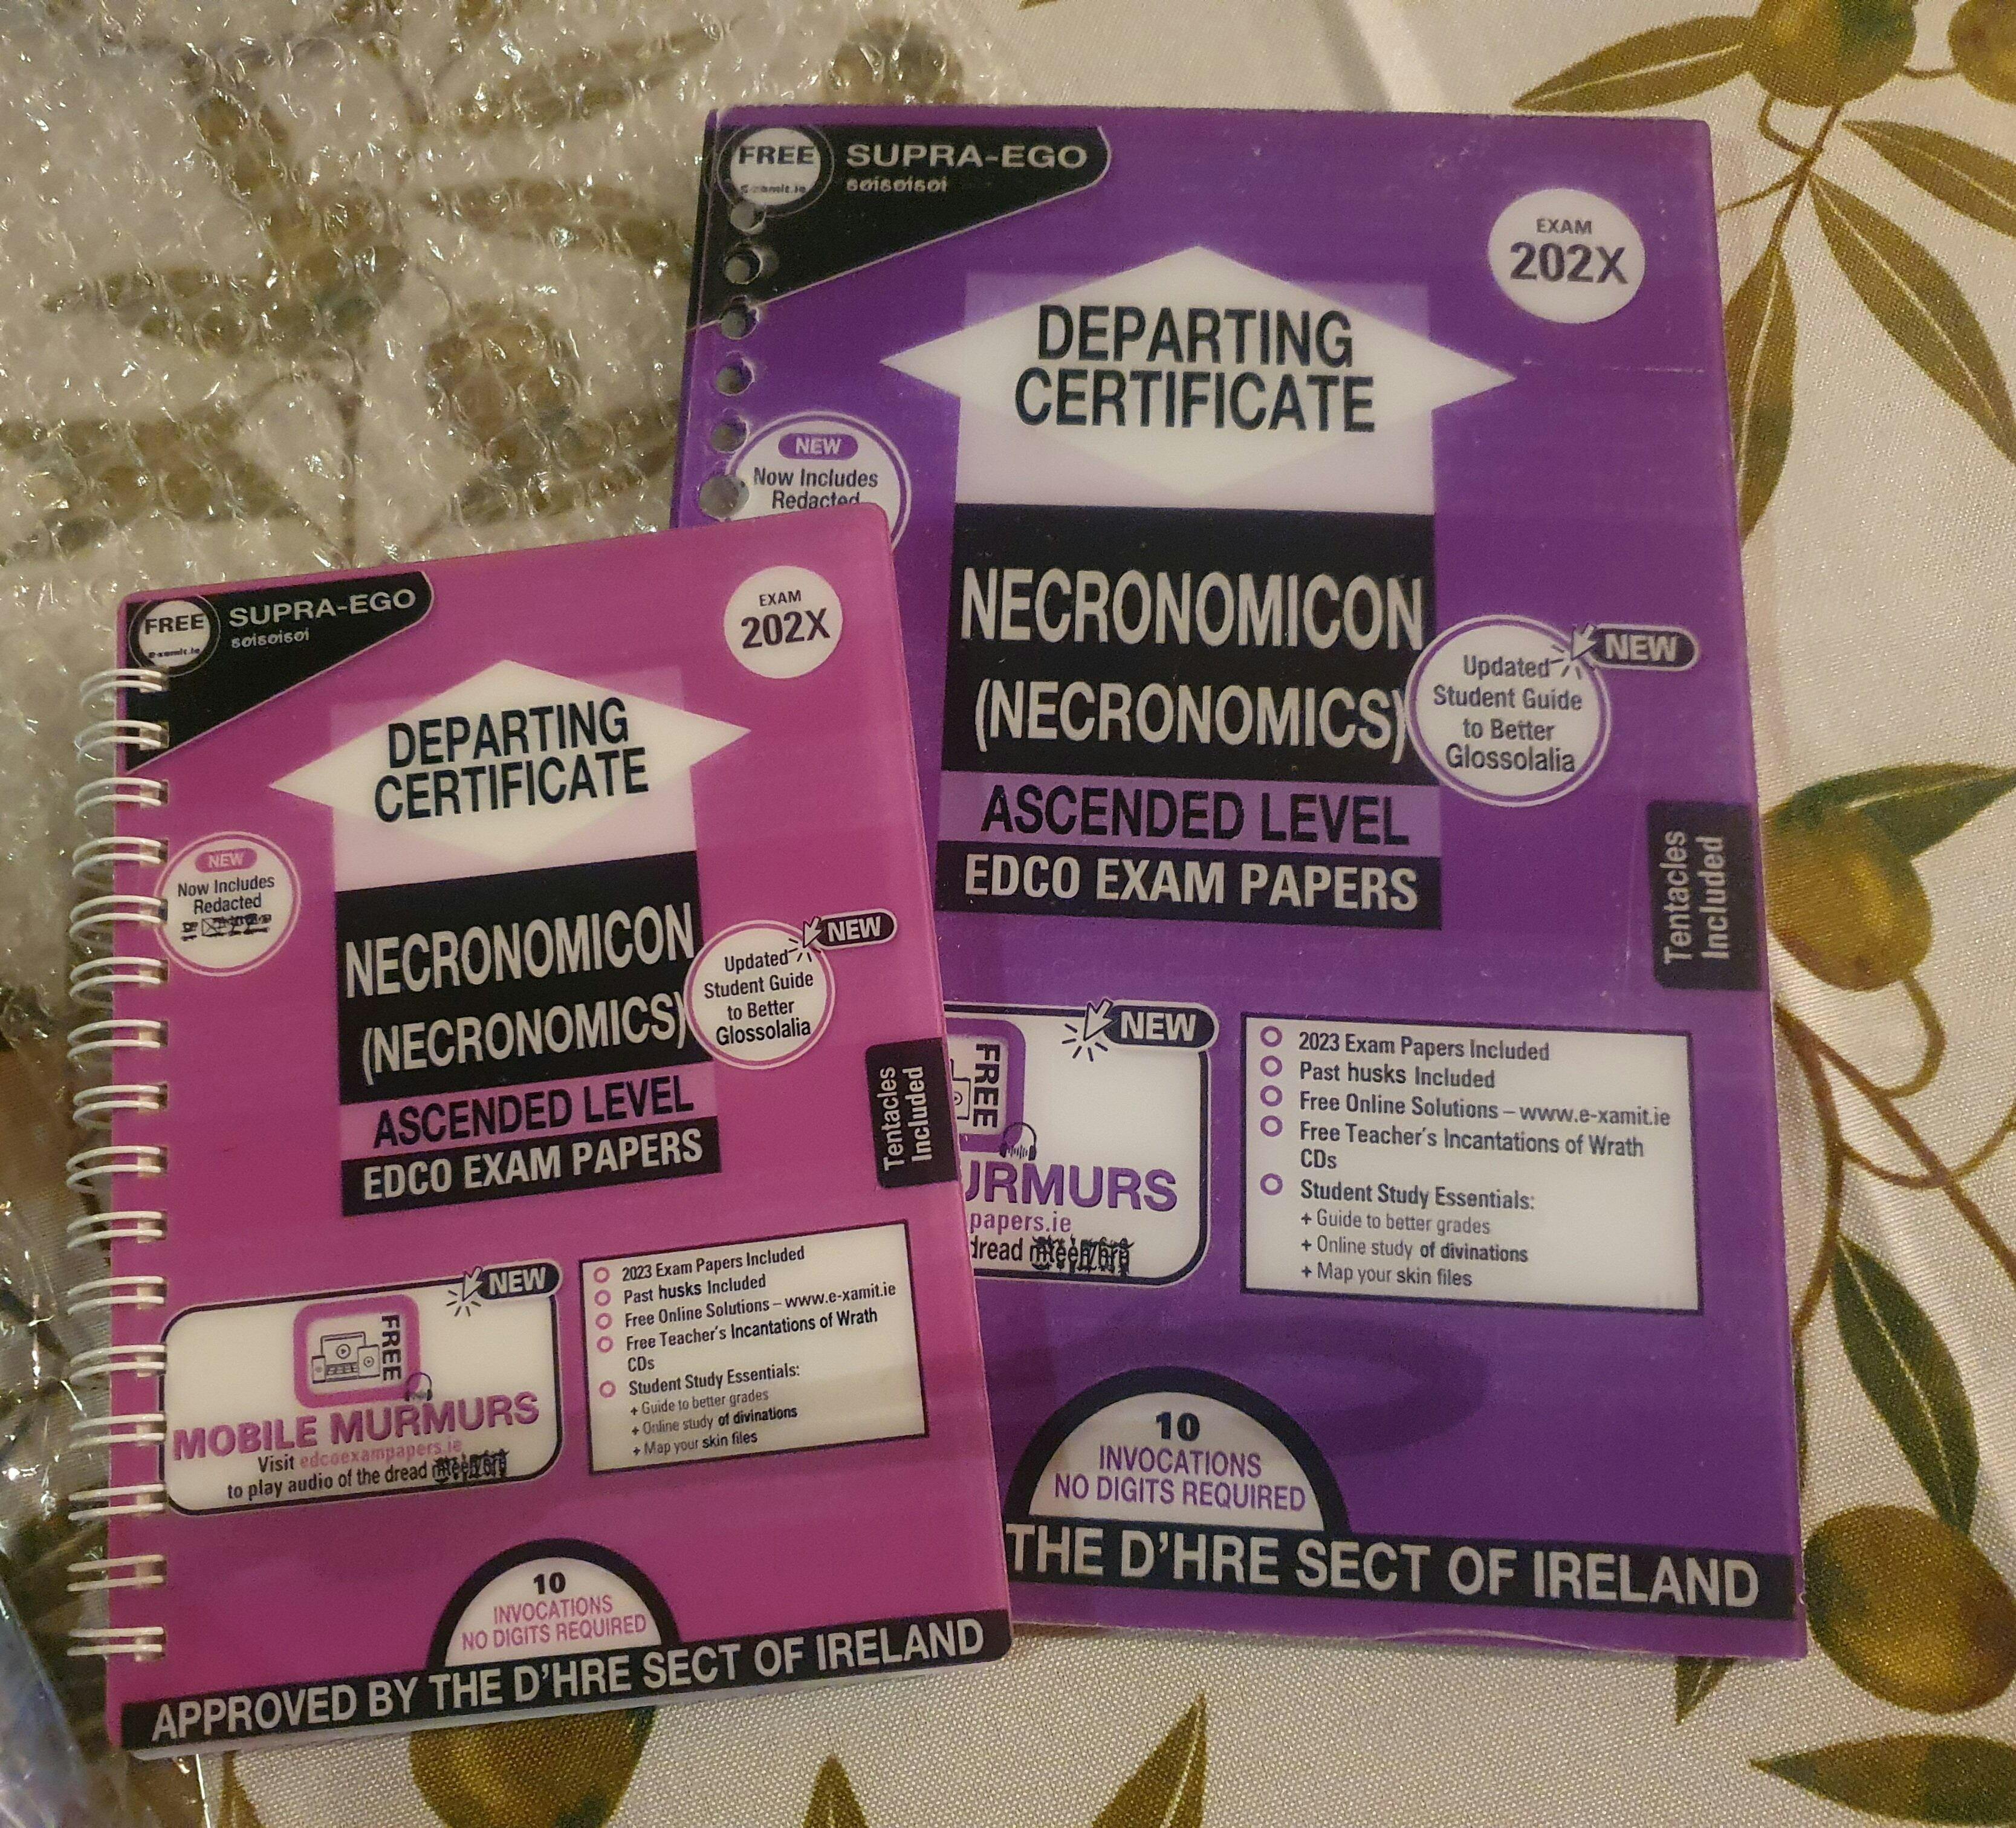 FREE
e-xamit.ie
SUPRA-EGO
soisoisoi
EXAM
202X
DEPARTING
CERTIFICATE
NEW
Now Includes
Redacted
NECRONOMICON
(NECRONOMICS)
NEW
Updated
Student Guide
to Better
Glossolalia
ASCENDED LEVEL
EDCO EXAM PAPERS
Tentacles
Included
NEW
FREE
MOBILE MURMURS
Visit edcoexampapers.ie
to play audio of the dread
2023 Exam Papers Included
Past husks Included
Free Online Solutions – www.e-xamit.ie
Free Teacher's Incantations of Wrath
CDs
Student Study Essentials:
+ Guide to better grades
+ Online study of divinations
+ Map your skin files
10
INVOCATIONS
NO DIGITS REQUIRED
APPROVED BY THE D'HRE SECT OF IRELAND
FREE
e-xamit.ie
SUPRA-EGO
soisoisoi
EXAM
202X
DEPARTING
CERTIFICATE
NEW
Now Includes
Redacted
NECRONOMICON
(NECRONOMICS)
NEW
Updated
Student Guide
to Better
Glossolalia
ASCENDED LEVEL
EDCO EXAM PAPERS
Tentacles
Included
NEW
FREE
URMURS
papers.ie
dread
2023 Exam Papers Included
Past husks Included
Free Online Solutions – www.e-xamit.ie
Free Teacher's Incantations of Wrath
CDs
Student Study Essentials:
+ Guide to better grades
+ Online study of divinations
+ Map your skin files
10
INVOCATIONS
NO DIGITS REQUIRED
THE D'HRE SECT OF IRELAND